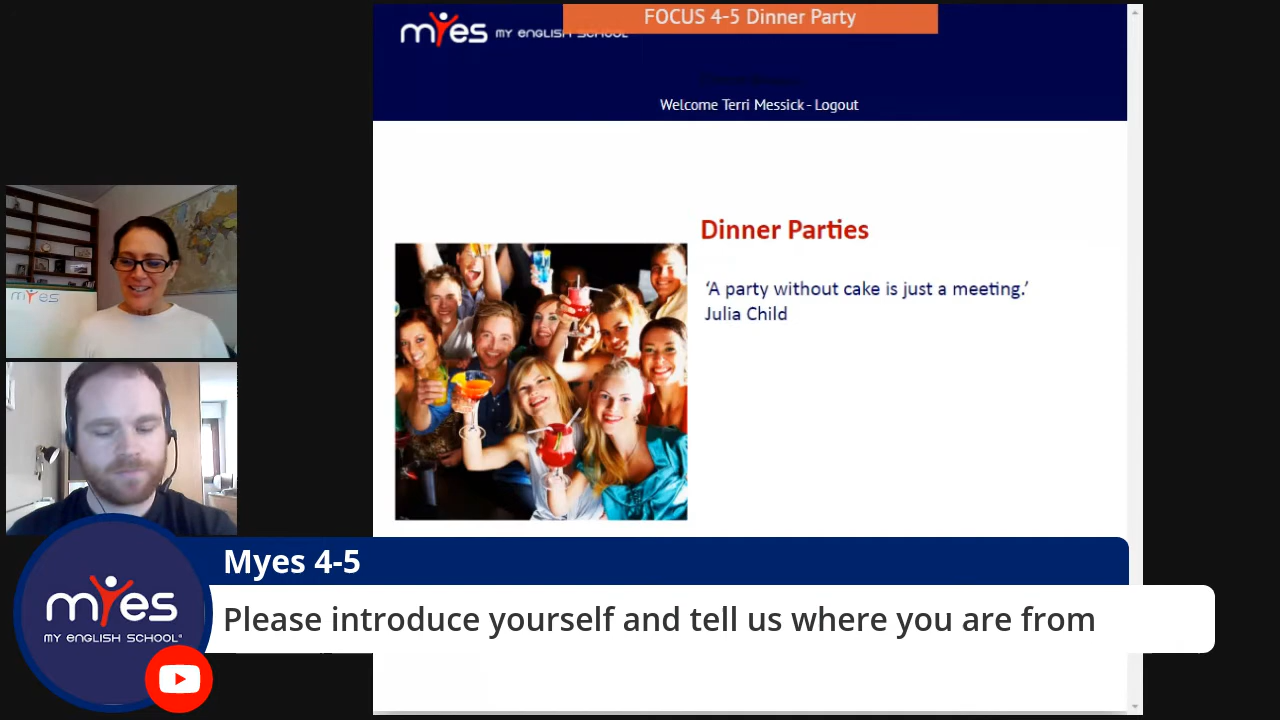 FOCUS 4-5 Dinner Party
myes MY ENGLISH SCHOOL
Welcome Terri Messick - Logout
myes
Dinner Parties
‘A party without cake is just a meeting.’
Julia Child
Myes 4-5
Please introduce yourself and tell us where you are from
myes
MY ENGLISH SCHOOL®